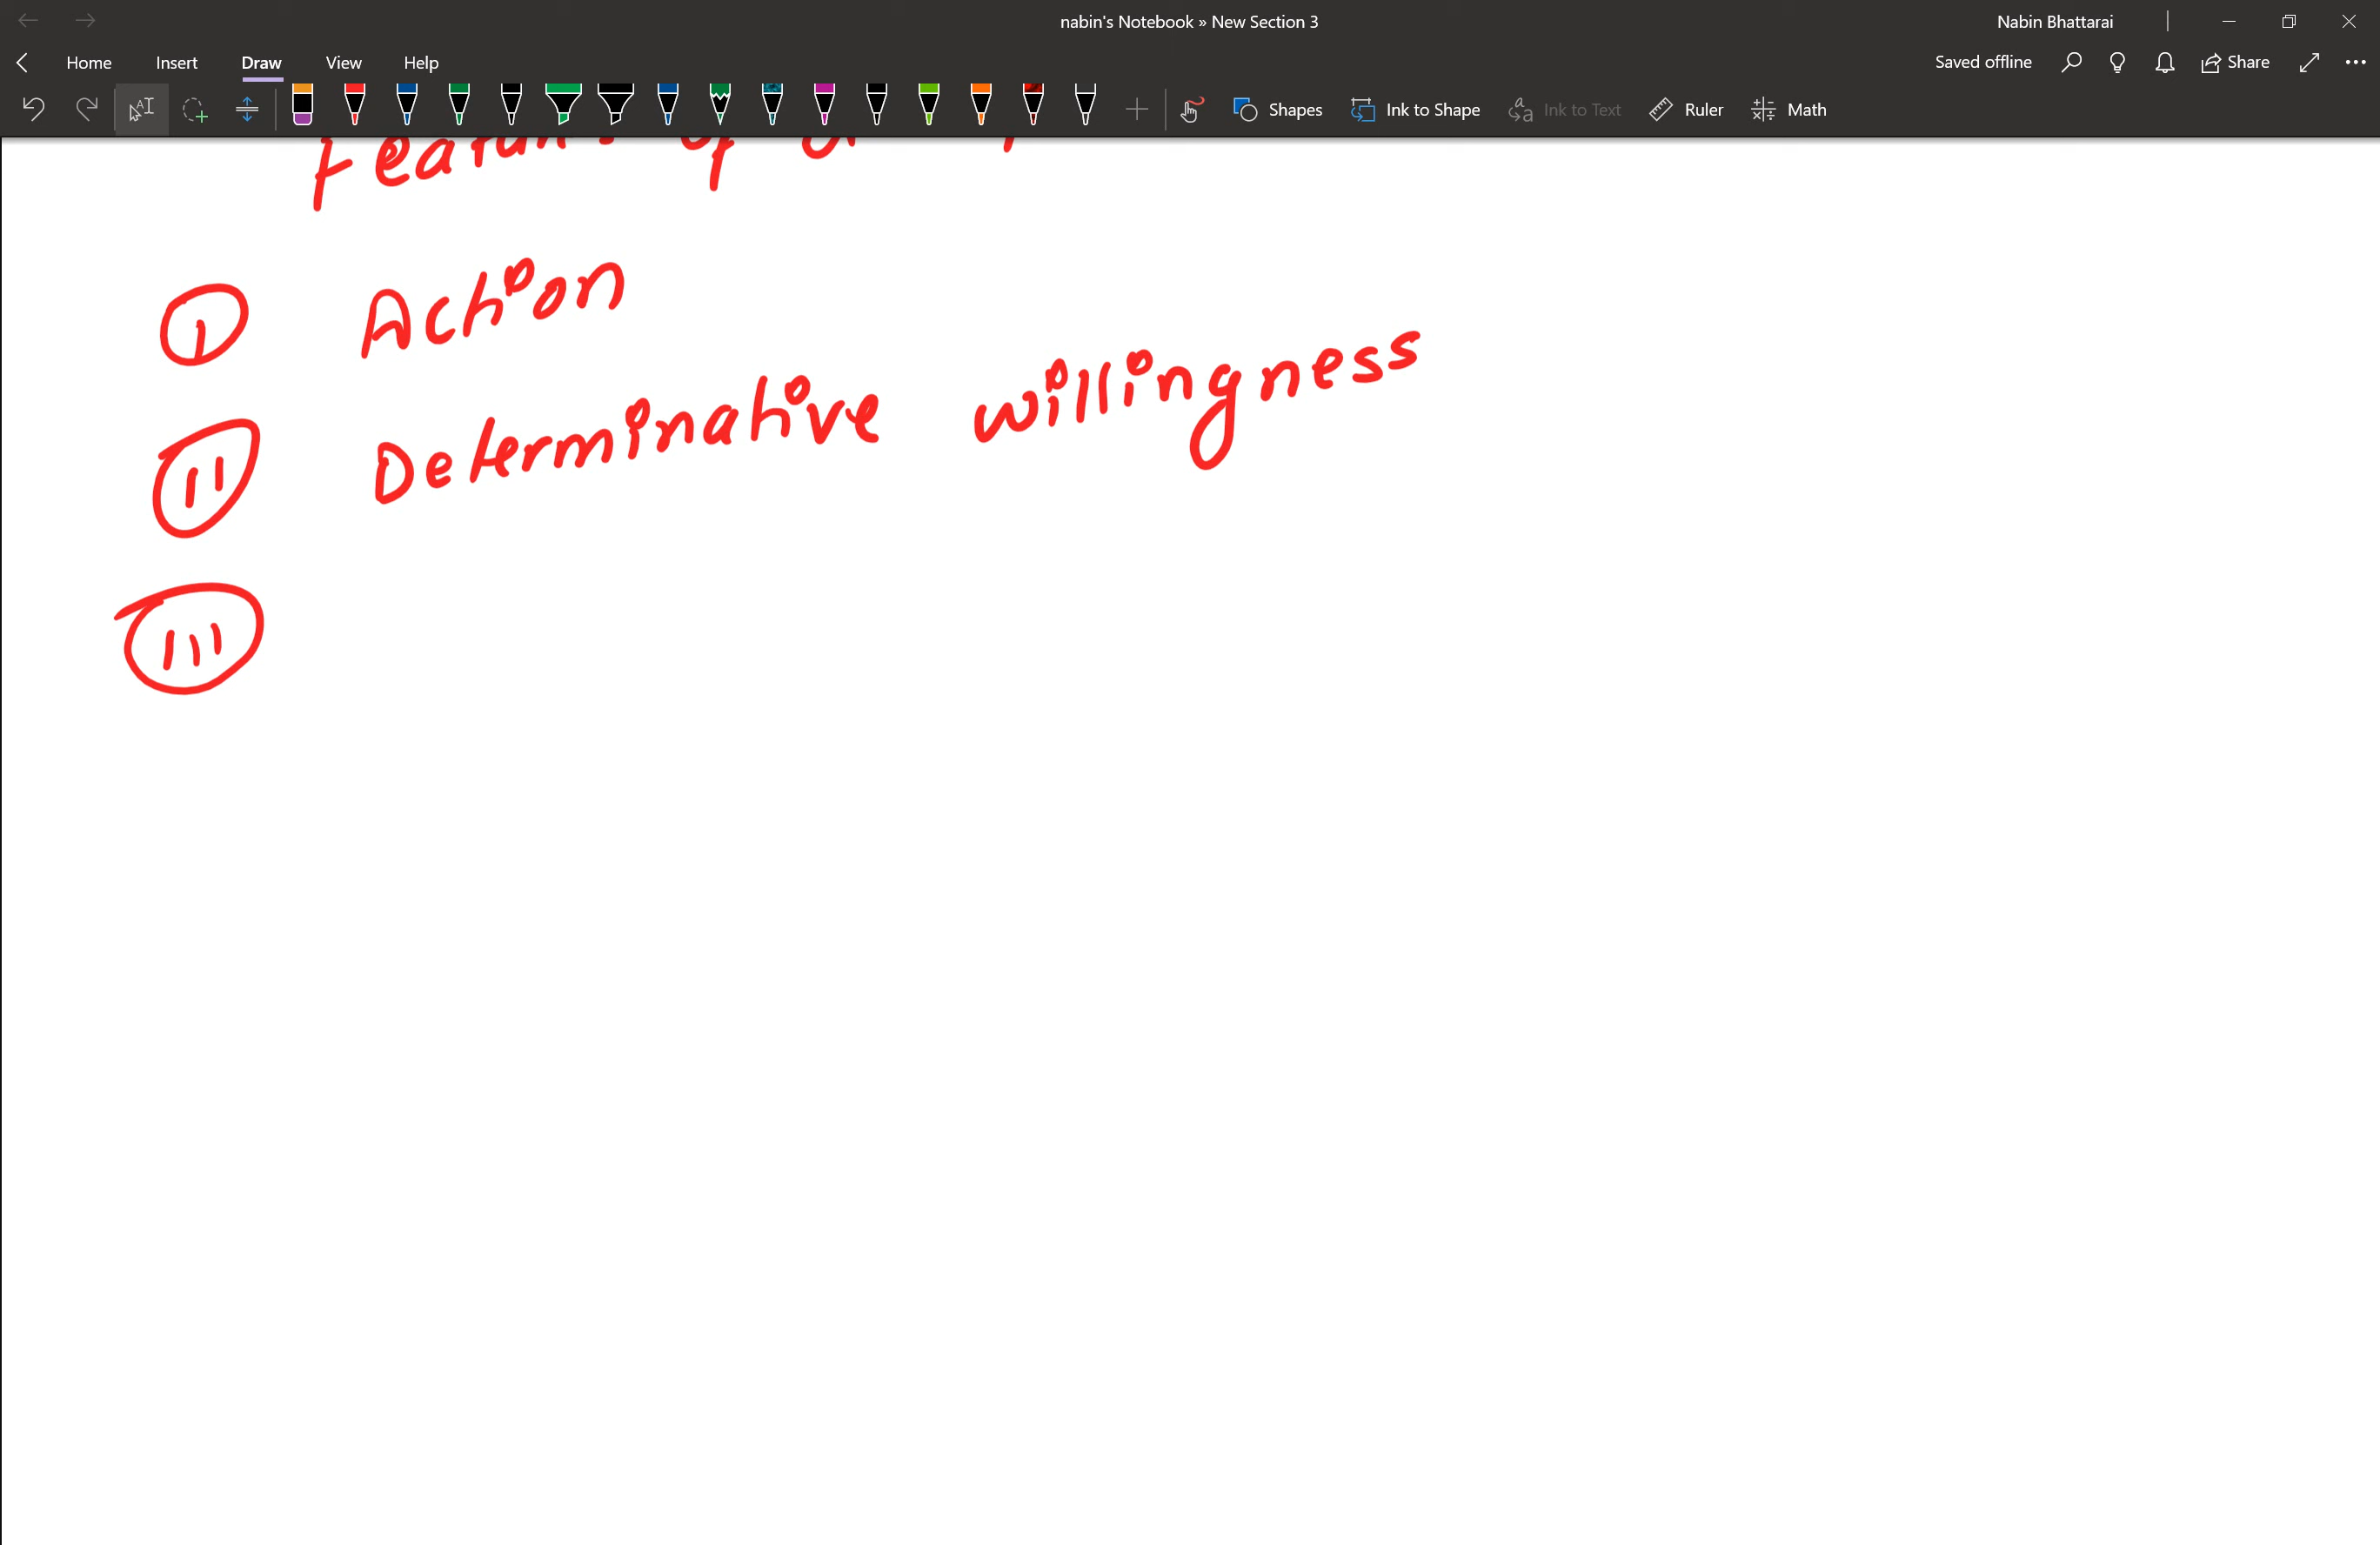 nabin's Notebook » New Section 3
Nabin Bhattarai
Home Insert Draw View Help
Saved offline
Share
Shapes
Ink to Shape
Ink to Text
Ruler
Math
I Action
II Determinative willingness
III